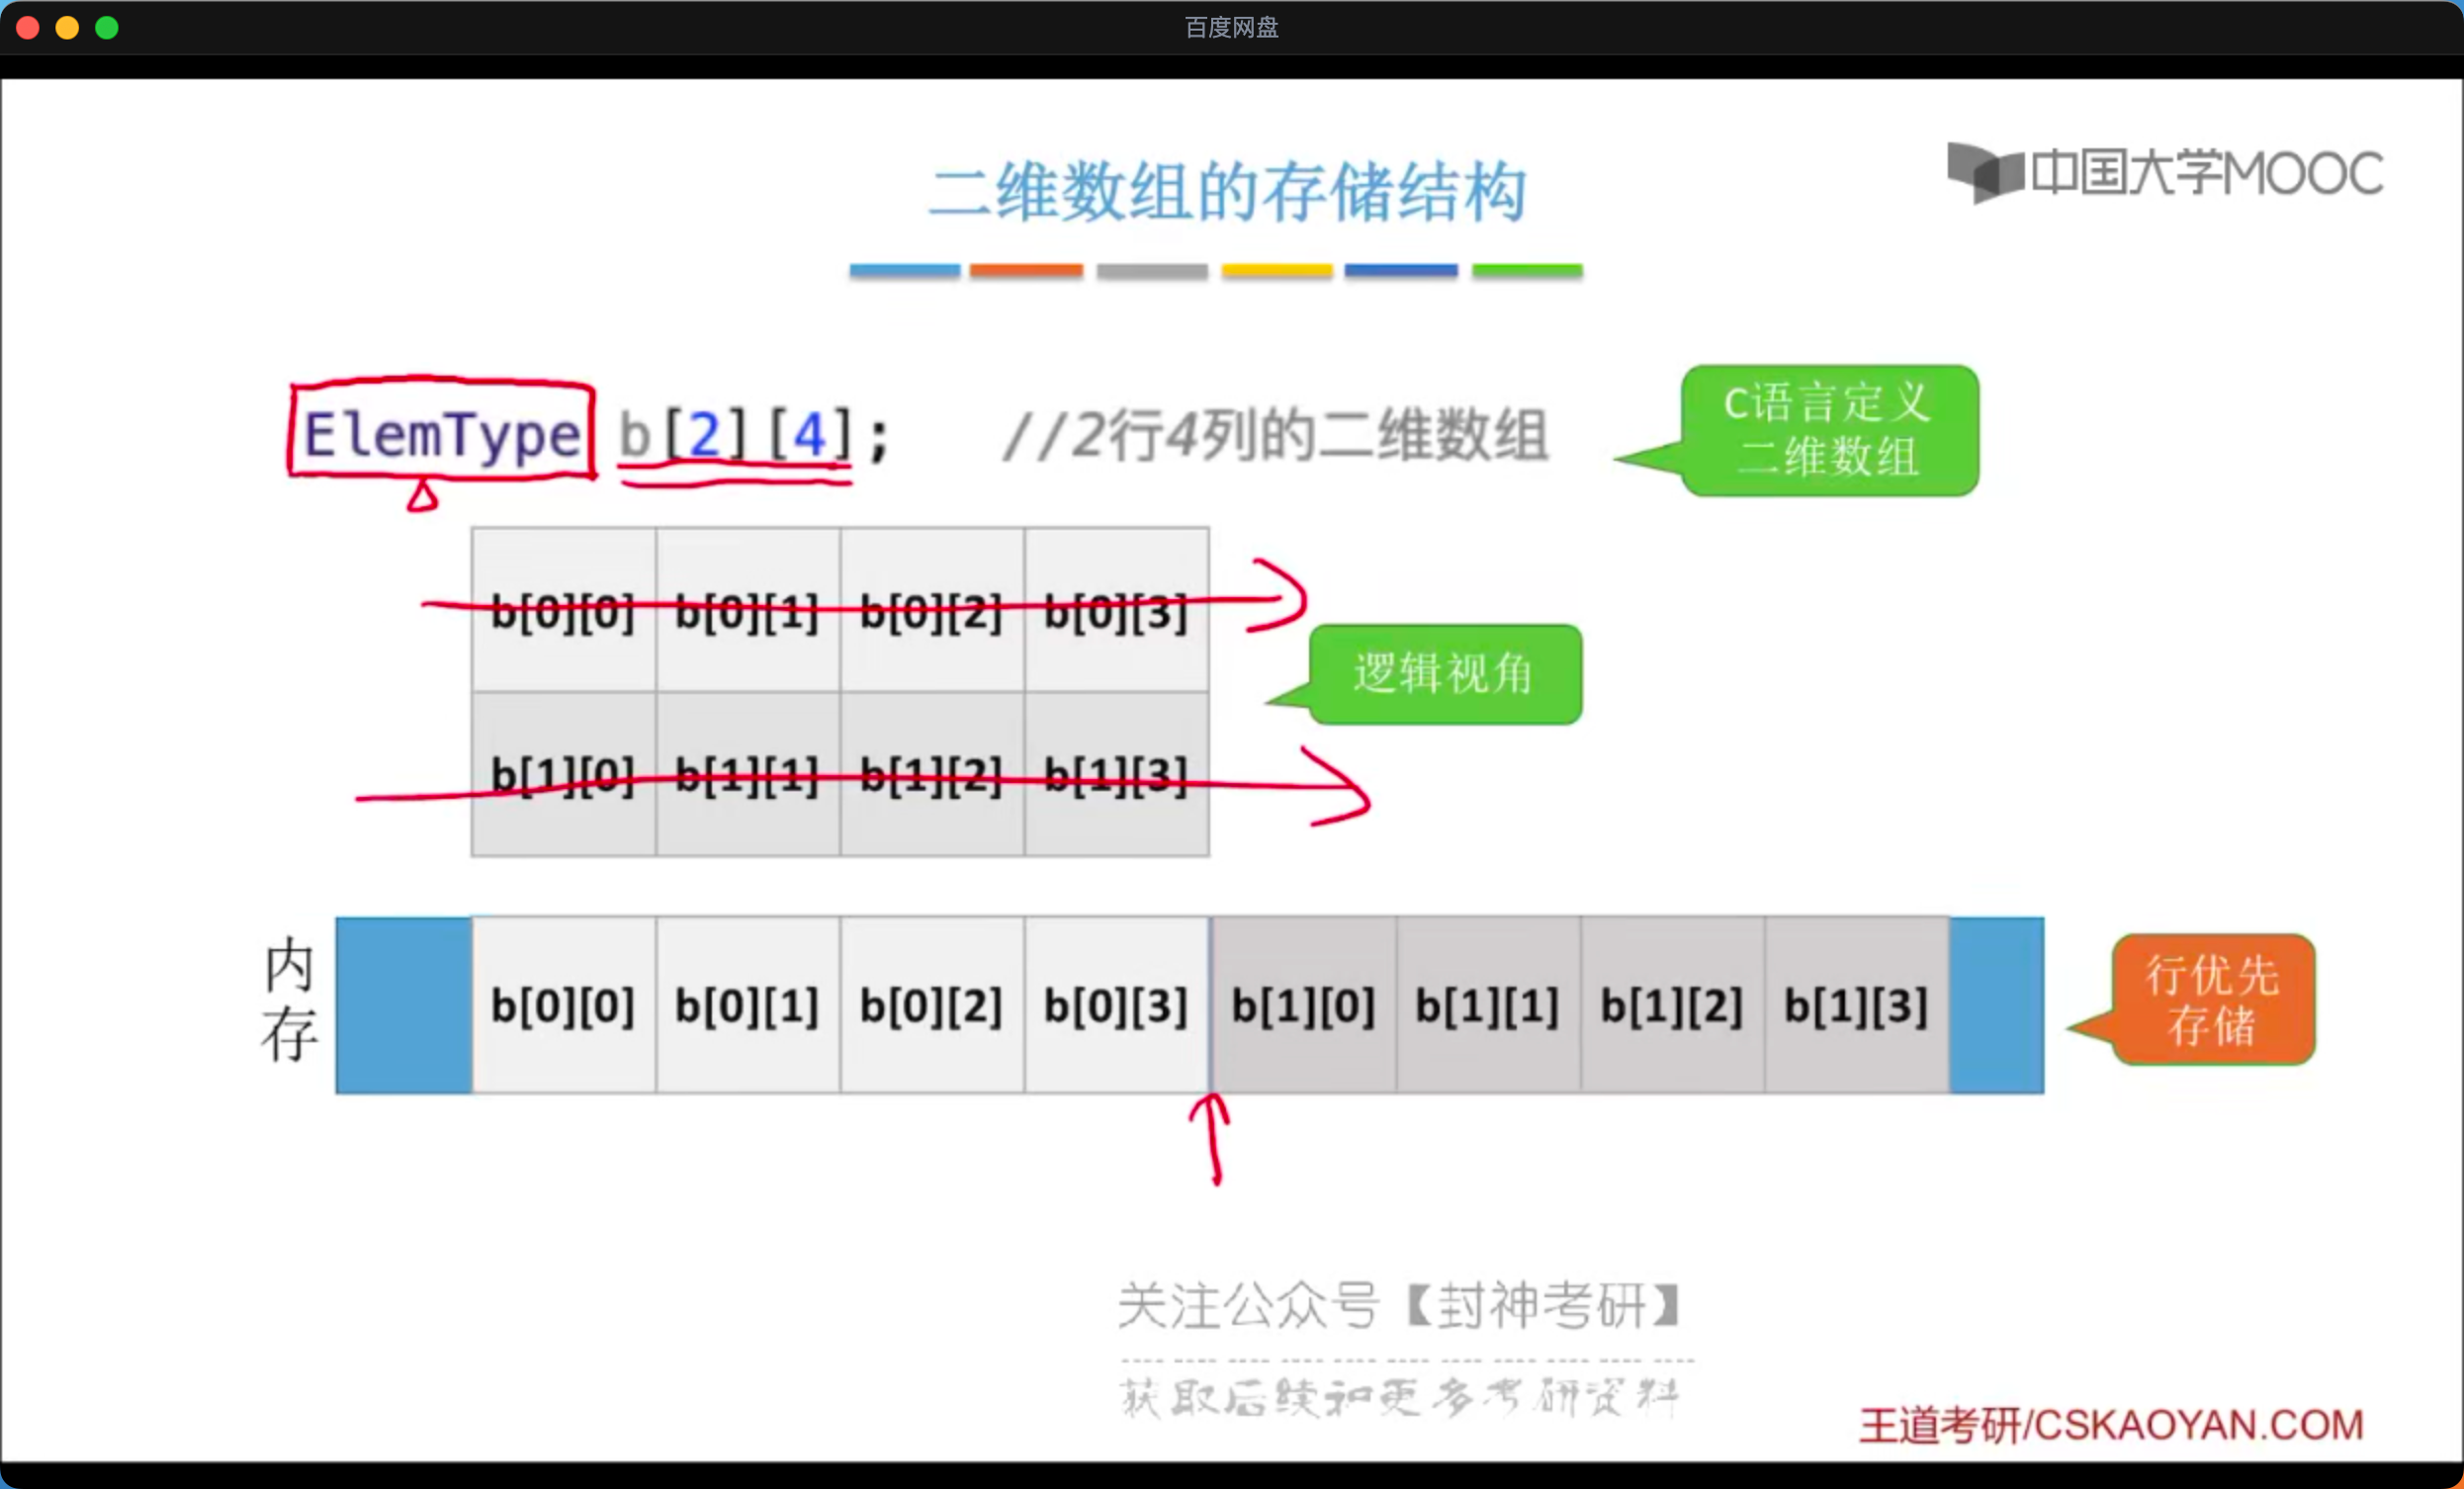 百度网盘
二维数组的存储结构
中国大学MOOC
ElemType b[2][4];    //2行4列的二维数组
C语言定义
二维数组
b[0][0] b[0][1] b[0][2] b[0][3]
逻辑视角
b[1][0] b[1][1] b[1][2] b[1][3]
内存
b[0][0] b[0][1] b[0][2] b[0][3] b[1][0] b[1][1] b[1][2] b[1][3]
行优先
存储
关注公众号【封神考研】
获取后续和更多考研资料
王道考研/CSKAOYAN.COM